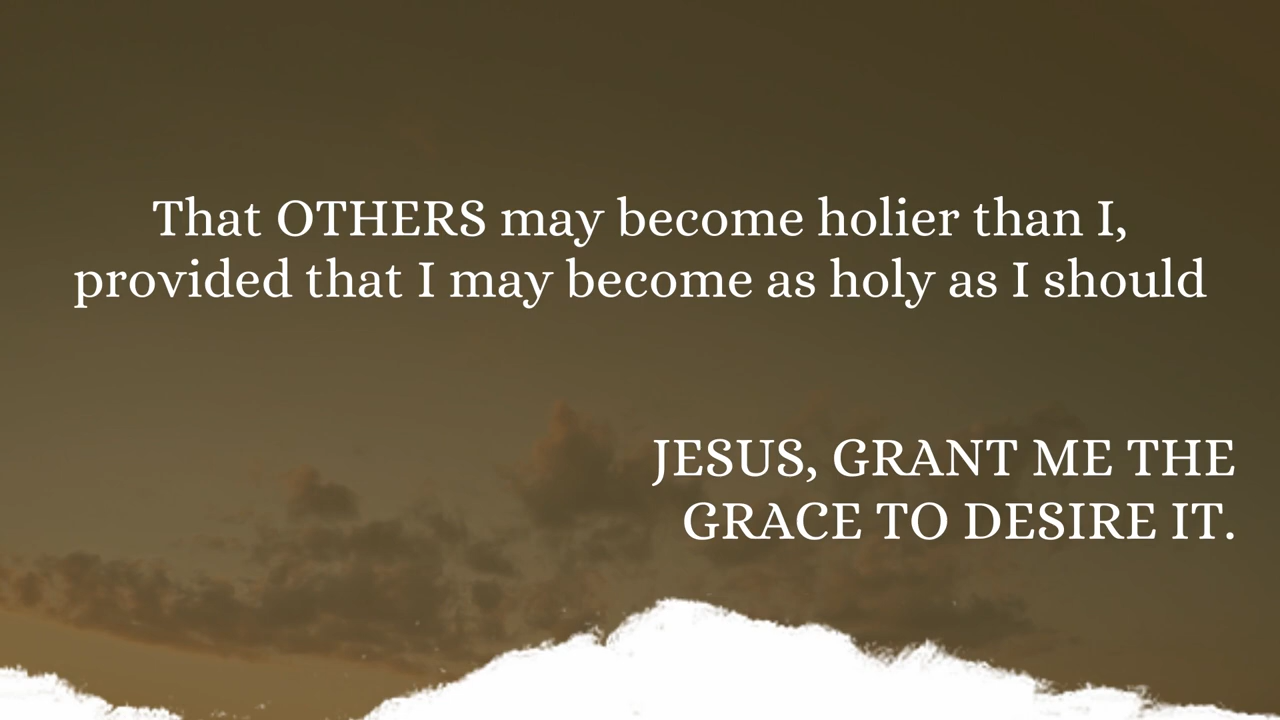 That OTHERS may become holier than I,
provided that I may become as holy as I should
JESUS, GRANT ME THE
GRACE TO DESIRE IT.